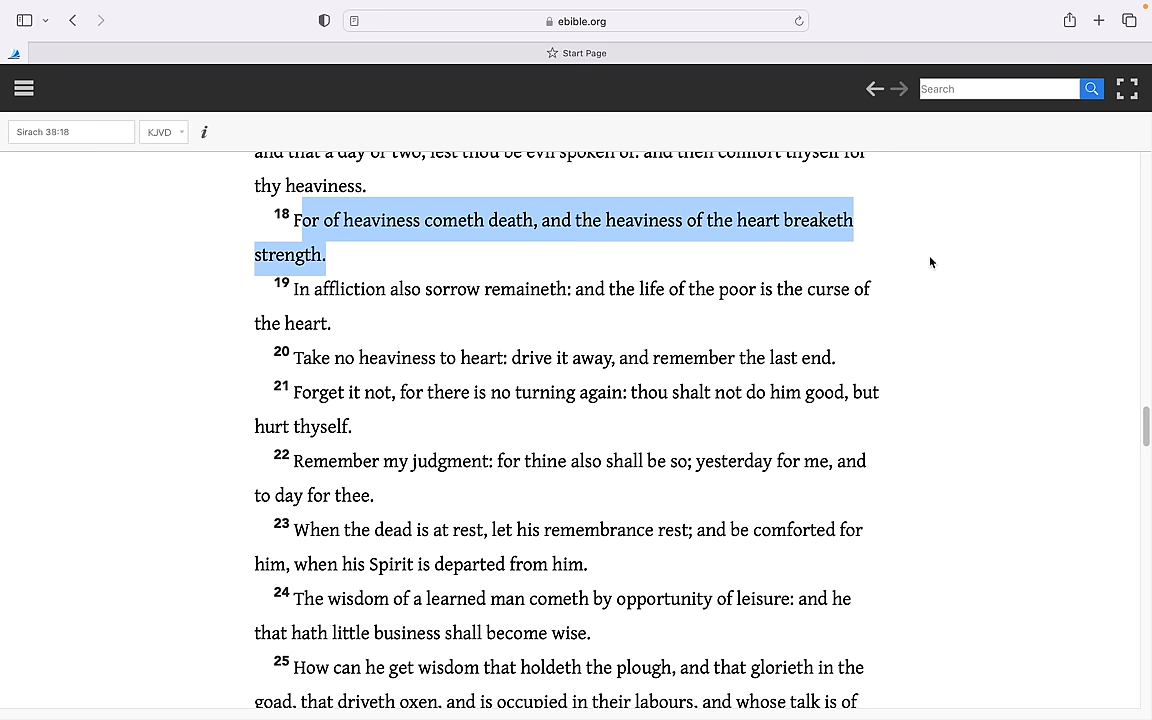 ebible.org
Start Page
Search
Sirach 38:18
KJVD
i
and that a day or two, lest thou be evil spoken of: and then comfort thyself for
thy heaviness.
18 For of heaviness cometh death, and the heaviness of the heart breaketh
strength.
19 In affliction also sorrow remaineth: and the life of the poor is the curse of
the heart.
20 Take no heaviness to heart: drive it away, and remember the last end.
21 Forget it not, for there is no turning again: thou shalt not do him good, but
hurt thyself.
22 Remember my judgment: for thine also shall be so; yesterday for me, and
to day for thee.
23 When the dead is at rest, let his remembrance rest; and be comforted for
him, when his Spirit is departed from him.
24 The wisdom of a learned man cometh by opportunity of leisure: and he
that hath little business shall become wise.
25 How can he get wisdom that holdeth the plough, and that glorieth in the
goad, that driveth oxen, and is occupied in their labours, and whose talk is of